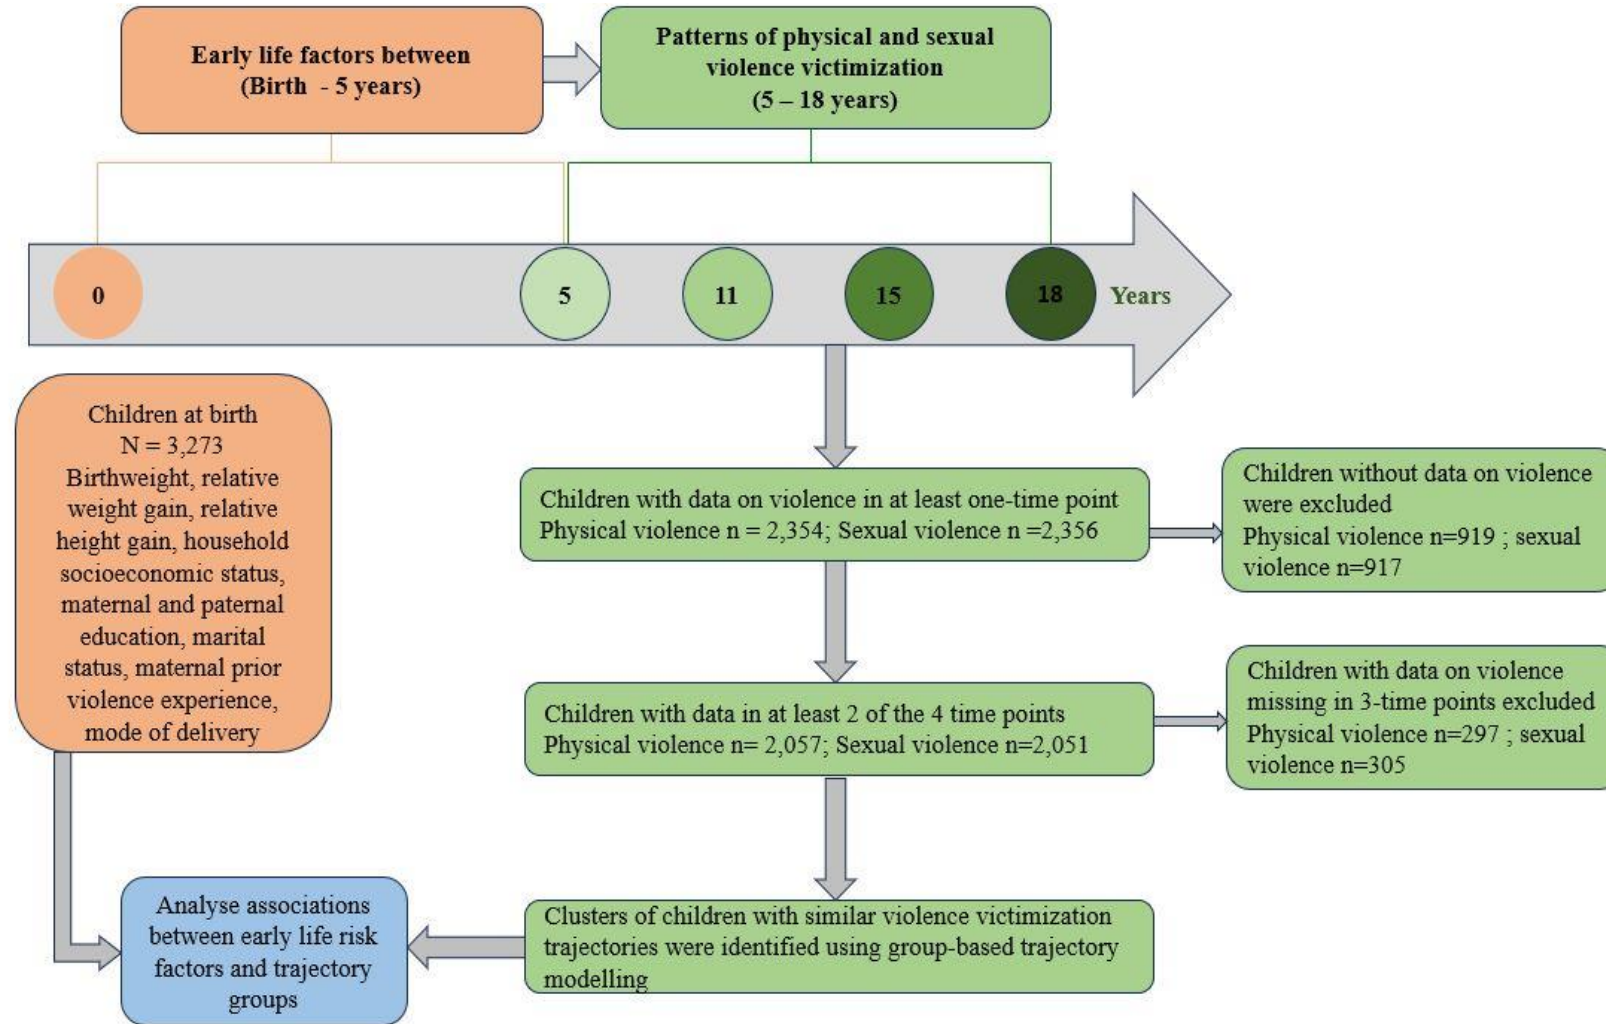 Early life factors between
(Birth  - 5 years)
Patterns of physical and sexual
violence victimization
(5 – 18 years)
0
5
11
15
18
Years
Children at birth
N = 3,273
Birthweight, relative
weight gain, relative
height gain, household
socioeconomic status,
maternal and paternal
education, marital
status, maternal prior
violence experience,
mode of delivery
Children with data on violence in at least one-time point
Physical violence n = 2,354; Sexual violence n =2,356
Children without data on violence
were excluded
Physical violence n=919 ; sexual
violence n=917
Children with data in at least 2 of the 4 time points
Physical violence n= 2,057; Sexual violence n=2,051
Children with data on violence
missing in 3-time points excluded
Physical violence n=297 ; sexual
violence n=305
Clusters of children with similar violence victimization
trajectories were identified using group-based trajectory
modelling
Analyse associations
between early life risk
factors and trajectory
groups